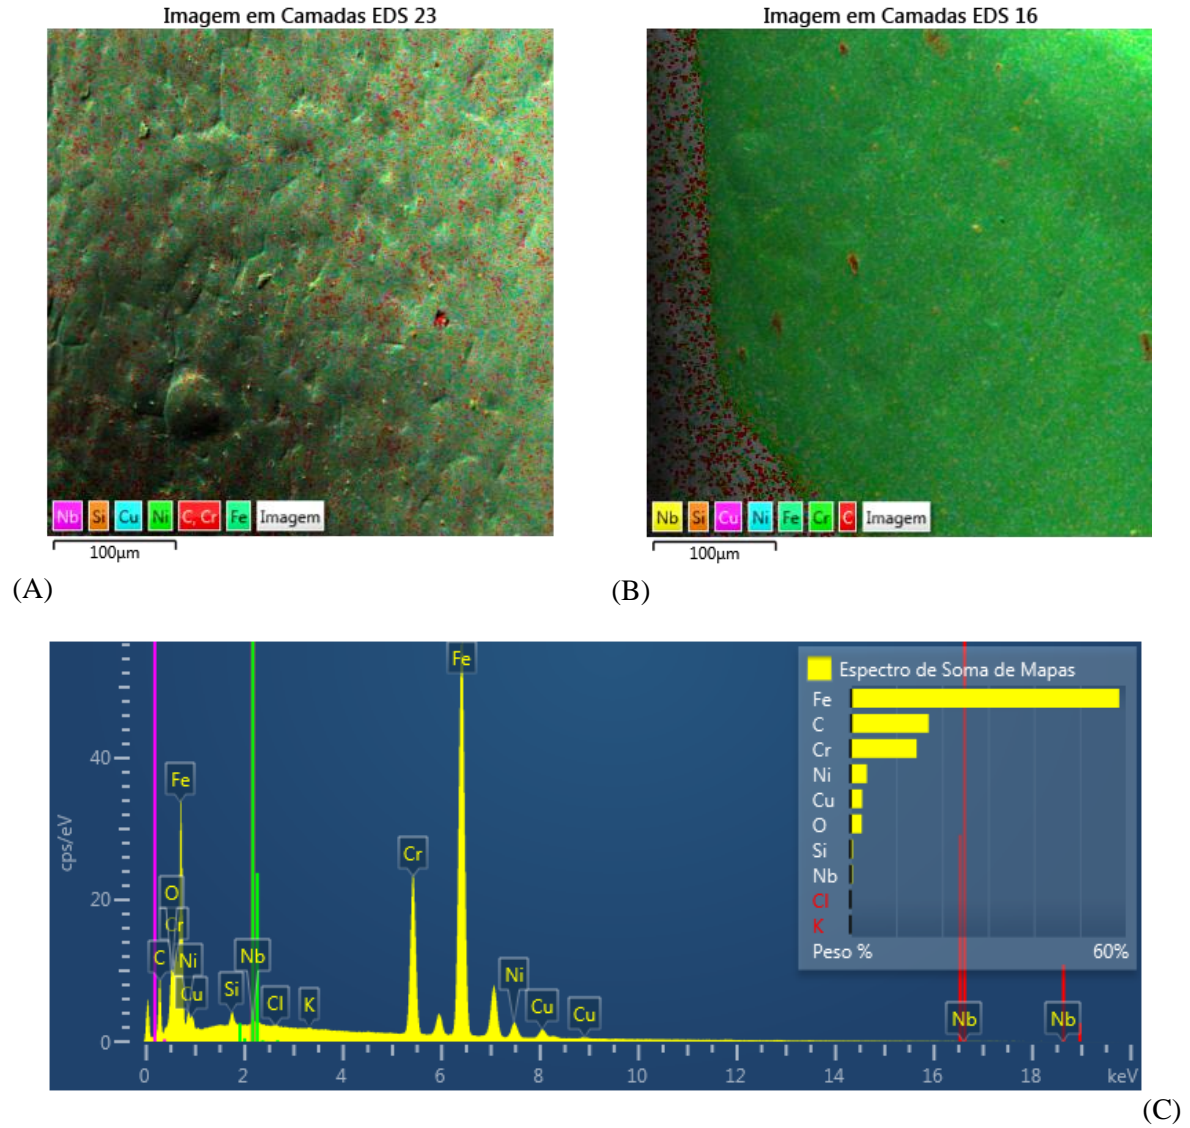 Imagem em Camadas EDS 23
Imagem em Camadas EDS 16
Nb Si Cu Ni C, Cr Fe Imagem
100µm
Nb Si Cu Ni Fe Cr C Imagem
100µm
(A)
(B)
Fe
Espectro de Soma de Mapas
Fe
C
Cr
Ni
Cu
O
Si
Nb
Cl
K
Peso % 60%
cps/eV
40
20
0
Fe
O
Cr
C
Ni
Cu
Si
Nb
Cl
K
Cr
Ni
Cu
Cu
Nb
Nb
0 2 4 6 8 10 12 14 16 18 keV
(C)